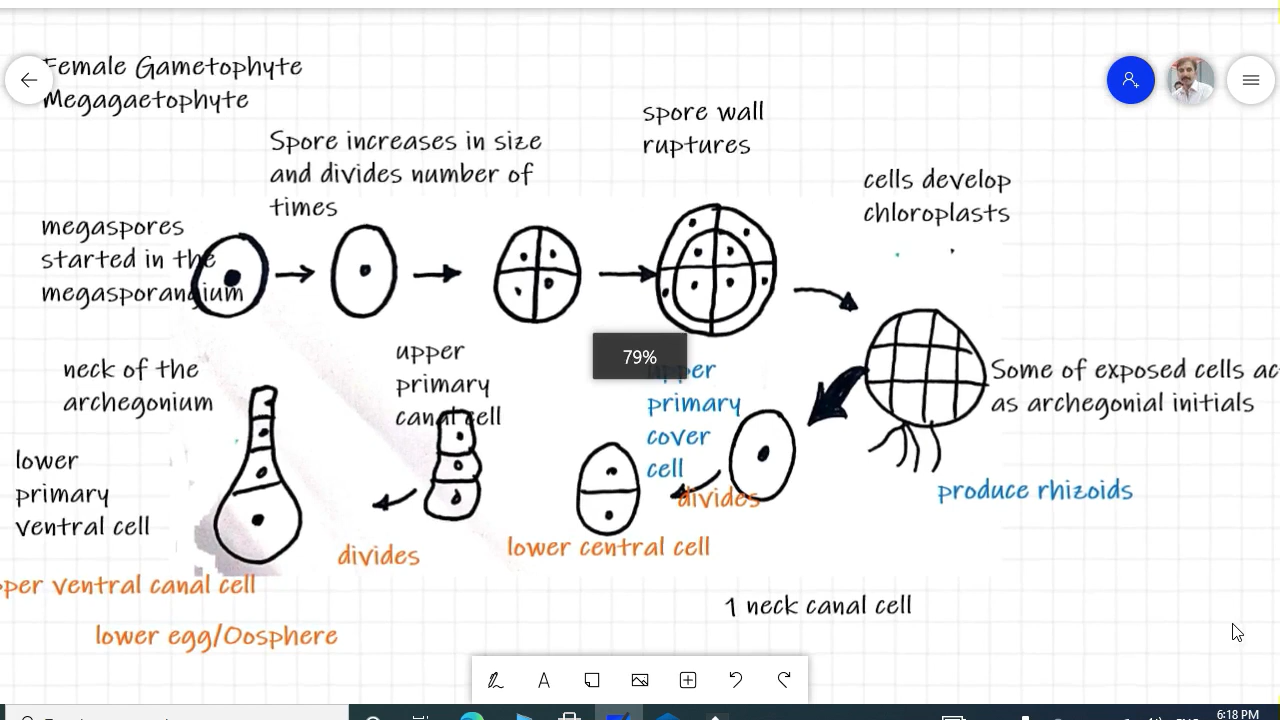 Female Gametophyte
Megagaetophyte
spore wall
ruptures
Spore increases in size
and divides number of
times
cells develop
chloroplasts
megaspores
started in the
megasporangium
neck of the
archegonium
upper
primary
canal cell
79%
upper
primary
cover
cell
Some of exposed cells ac
as archegonial initials
lower
primary
ventral cell
divides
produce rhizoids
divides
lower central cell
pper ventral canal cell
1 neck canal cell
lower egg/Oosphere
A
6:18 PM